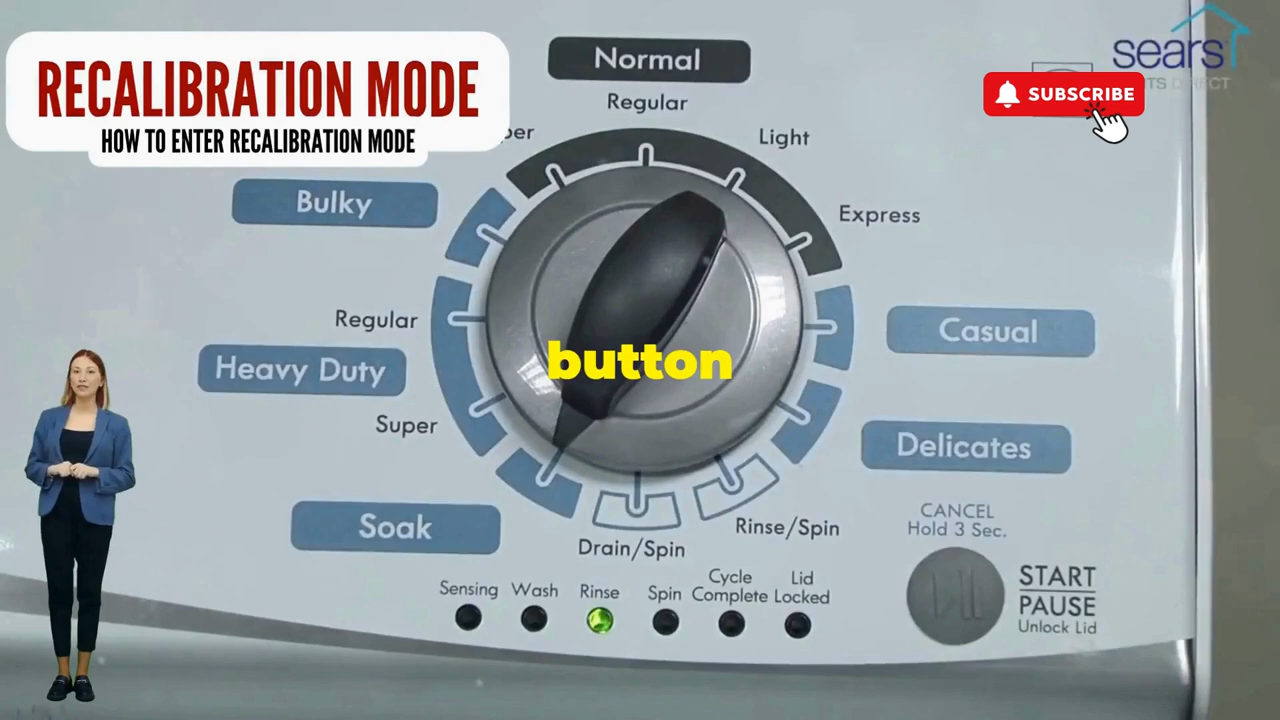 RECALIBRATION MODE
HOW TO ENTER RECALIBRATION MODE
Normal
Regular
per
Light
Express
Bulky
Regular
Heavy Duty
Super
Soak
Casual
Delicates
Rinse/Spin
Drain/Spin
button
CANCEL
Hold 3 Sec.
START
PAUSE
Unlock Lid
Sensing
Wash
Rinse
Spin
Cycle
Complete
Lid
Locked
sears
SUBSCRIBE
DIRECT